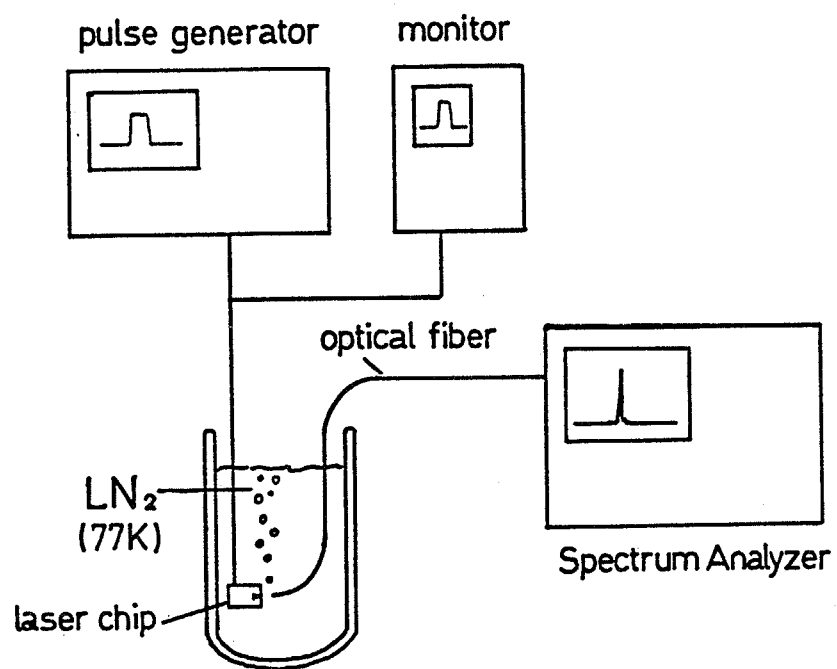 pulse generator
monitor
optical fiber
LN₂
(77K)
Spectrum Analyzer
laser chip